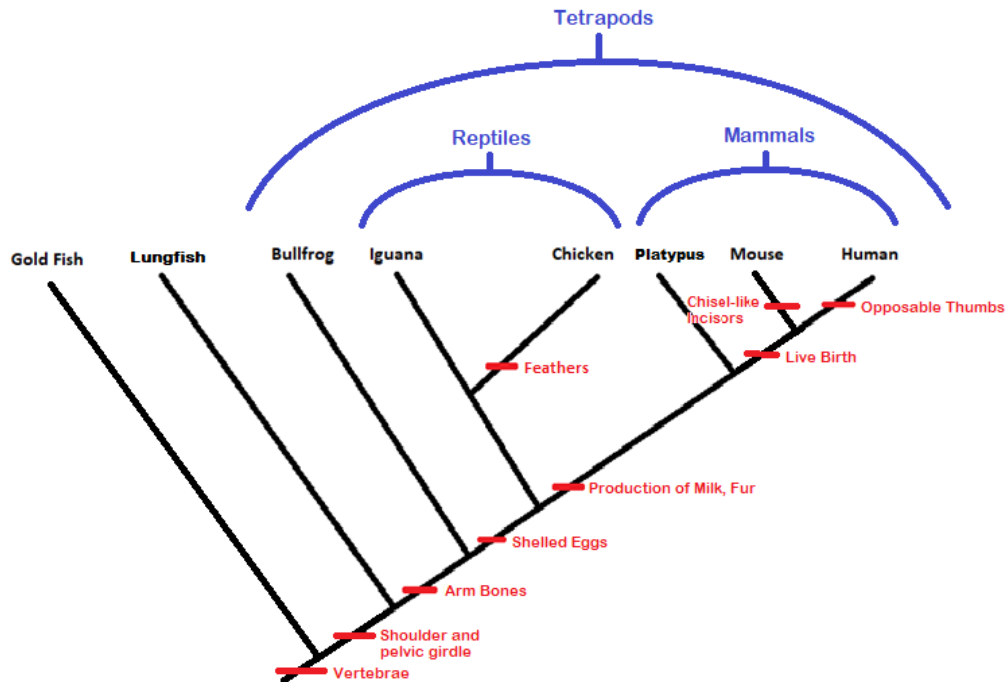 Tetrapods
Reptiles
Mammals
Gold Fish
Lungfish
Bullfrog
Iguana
Chicken
Platypus
Mouse
Human
Chisel-like
Incisors
Opposable Thumbs
Live Birth
Feathers
Production of Milk, Fur
Shelled Eggs
Arm Bones
Shoulder and
pelvic girdle
Vertebrae